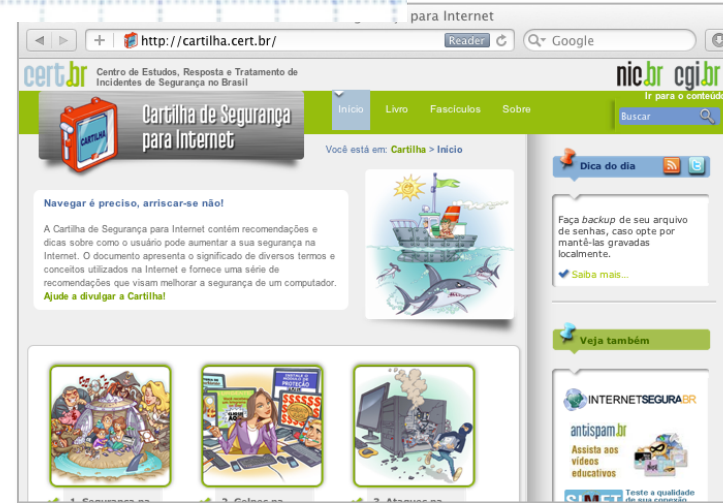 para Internet
http://cartilha.cert.br/
Reader
Google
cert.br
Centro de Estudos, Resposta e Tratamento de
Incidentes de Segurança no Brasil
nic.br cgi.br
Ir para o conteúdo
CARTILHA
Cartilha de Segurança
para Internet
Início
Livro
Fascículos
Sobre
Buscar
Você está em: Cartilha > Início
Navegar é preciso, arriscar-se não!
A Cartilha de Segurança para Internet contém recomendações e
dicas sobre como o usuário pode aumentar a sua segurança na
Internet. O documento apresenta o significado de diversos termos e
conceitos utilizados na Internet e fornece uma série de
recomendações que visam melhorar a segurança de um computador.
Ajude a divulgar a Cartilha!
Dica do dia
Faça backup de seu arquivo
de senhas, caso opte por
mantê-las gravadas
localmente.
Saiba mais...
Veja também
INTERNETSEGURABR
antispam.br
Assista aos
vídeos
educativos
SIMET
Teste a qualidade
de sua conexão
PROTEÇÃO
CLIQUE
AQUI
1. Segurança na
2. Golpes na
3. Ataques na